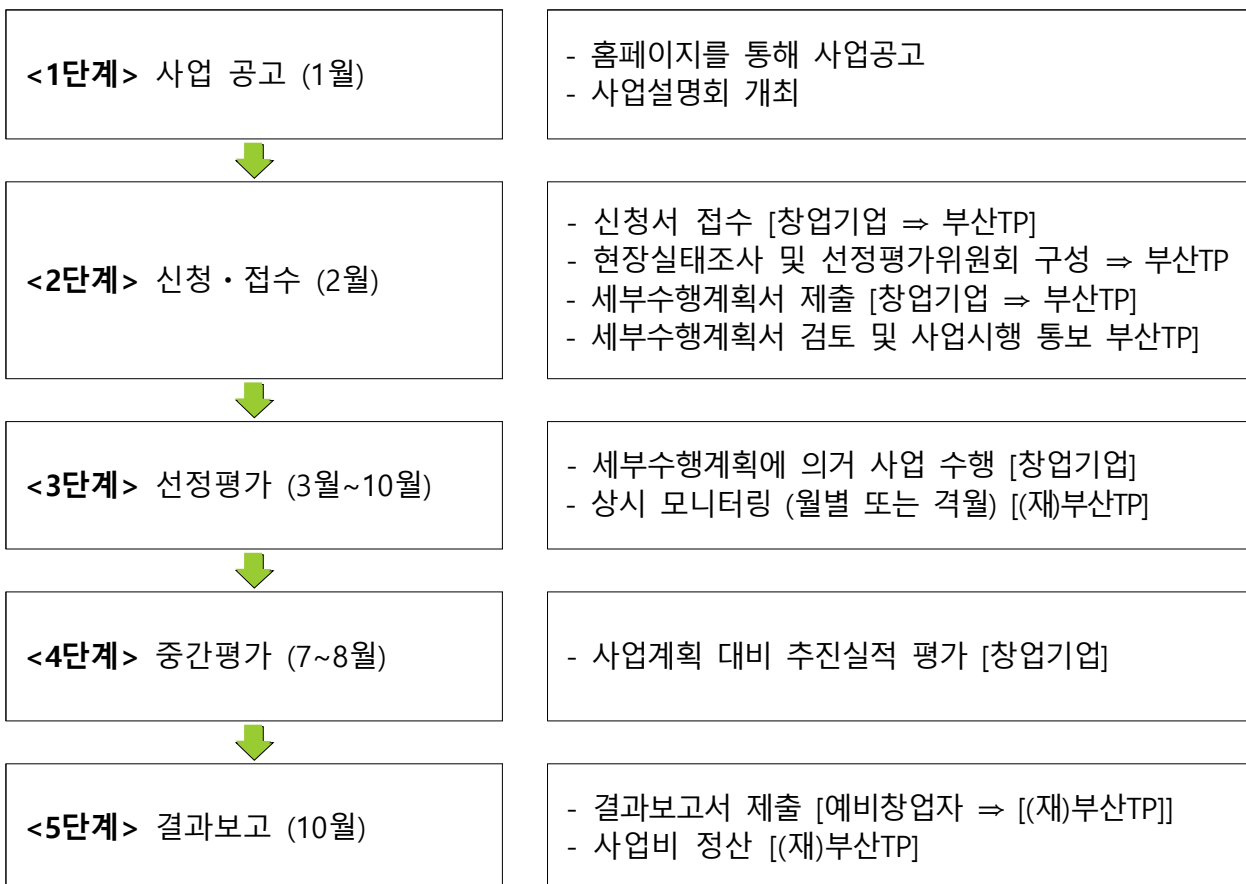 <1단계> 사업 공고 (1월)
- 홈페이지를 통해 사업공고
- 사업설명회 개최
<2단계> 신청・접수 (2월)
- 신청서 접수 [창업기업 ⇒ 부산TP]
- 현장실태조사 및 선정평가위원회 구성 ⇒ 부산TP
- 세부수행계획서 제출 [창업기업 ⇒ 부산TP]
- 세부수행계획서 검토 및 사업시행 통보 부산TP]
<3단계> 선정평가 (3월~10월)
- 세부수행계획에 의거 사업 수행 [창업기업]
- 상시 모니터링 (월별 또는 격월) [(재)부산TP]
<4단계> 중간평가 (7~8월)
- 사업계획 대비 추진실적 평가 [창업기업]
<5단계> 결과보고 (10월)
- 결과보고서 제출 [예비창업자 ⇒ [(재)부산TP]]
- 사업비 정산 [(재)부산TP]